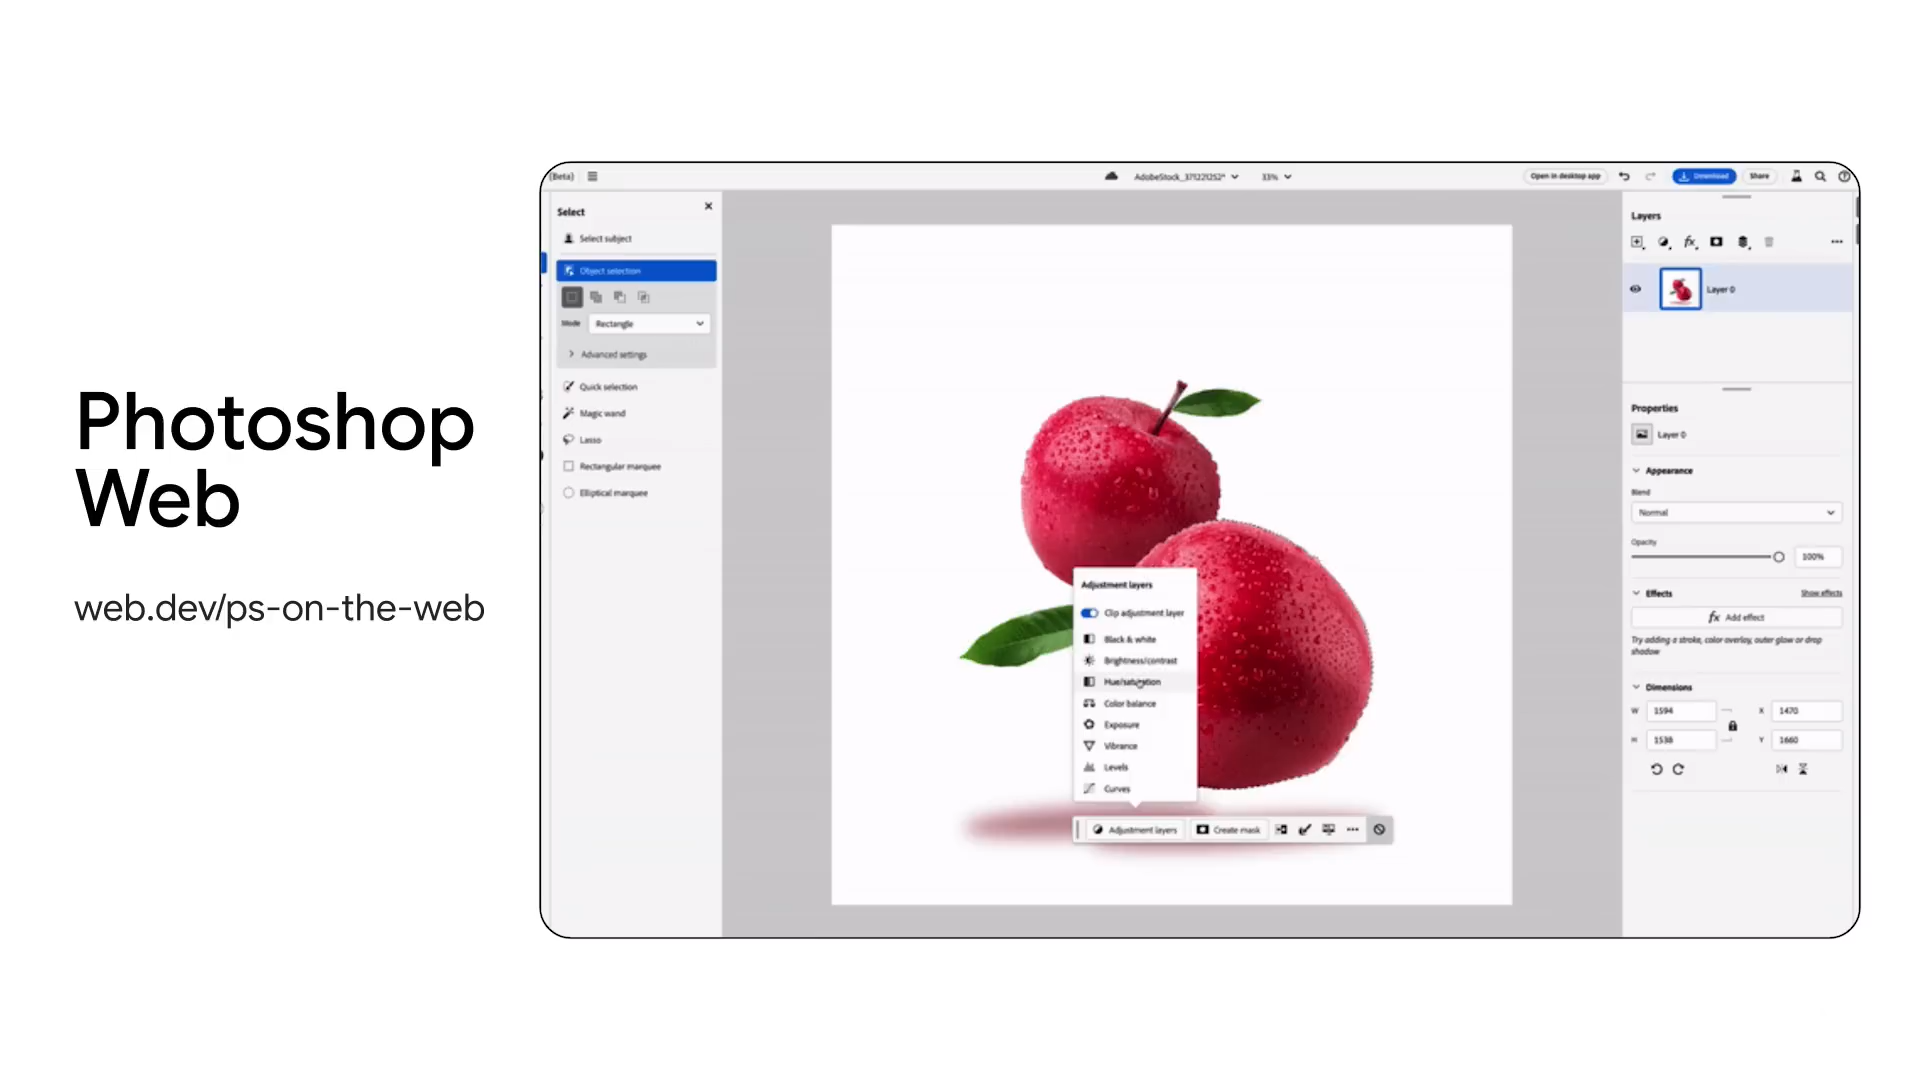 Photoshop
Web
web.dev/ps-on-the-web
(Beta)
AdobeStock_371221252*
33%
Open in desktop app
Download
Share
Select
Select subject
Object selection
Mode
Rectangle
Advanced settings
Quick selection
Magic wand
Lasso
Rectangular marquee
Elliptical marquee
Adjustment layers
Clip adjustment layer
Black & white
Brightness/contrast
Hue/saturation
Color balance
Exposure
Vibrance
Levels
Curves
Adjustment layers
Create mask
Layers
Layer 0
Properties
Layer 0
Appearance
Blend
Normal
Opacity
100%
Effects
Show effects
fx Add effect
Try adding a stroke, color overlay, outer glow or drop
shadow
Dimensions
W 1594
X 1470
H 1538
Y 1660